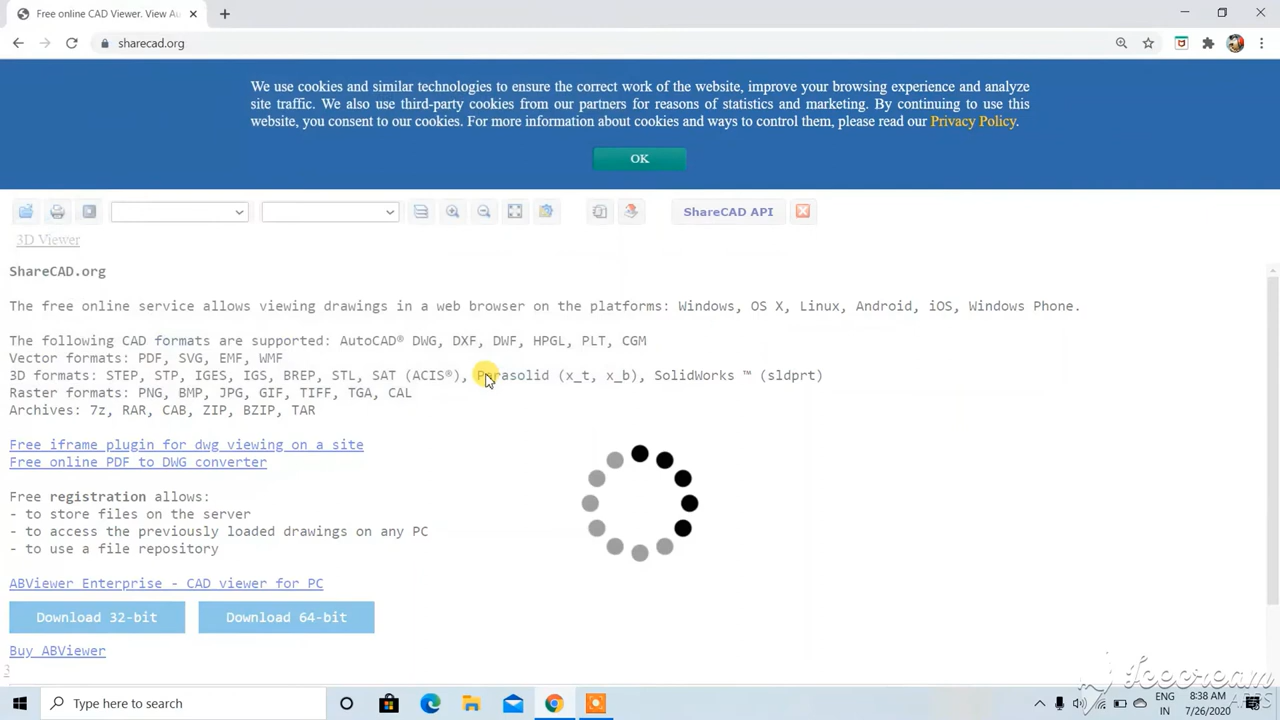 Free online CAD Viewer. View Au
sharecad.org
We use cookies and similar technologies to ensure the correct work of the website, improve your browsing experience and analyze
site traffic. We also use third-party cookies from our partners for reasons of statistics and marketing. By continuing to use this
website, you consent to our cookies. For more information about cookies and ways to control them, please read our Privacy Policy.
OK
ShareCAD API
3D Viewer
ShareCAD.org
The free online service allows viewing drawings in a web browser on the platforms: Windows, OS X, Linux, Android, iOS, Windows Phone.
The following CAD formats are supported: AutoCAD® DWG, DXF, DWF, HPGL, PLT, CGM
Vector formats: PDF, SVG, EMF, WMF
3D formats: STEP, STP, IGES, IGS, BREP, STL, SAT (ACIS®), Parasolid (x_t, x_b), SolidWorks ™ (sldprt)
Raster formats: PNG, BMP, JPG, GIF, TIFF, TGA, CAL
Archives: 7z, RAR, CAB, ZIP, BZIP, TAR
Free iframe plugin for dwg viewing on a site
Free online PDF to DWG converter
Free registration allows:
- to store files on the server
- to access the previously loaded drawings on any PC
- to use a file repository
ABViewer Enterprise - CAD viewer for PC
Download 32-bit Download 64-bit
Buy ABViewer
3
Icecream
APPS
Type here to search
ENG
IN
8:38 AM
7/26/2020